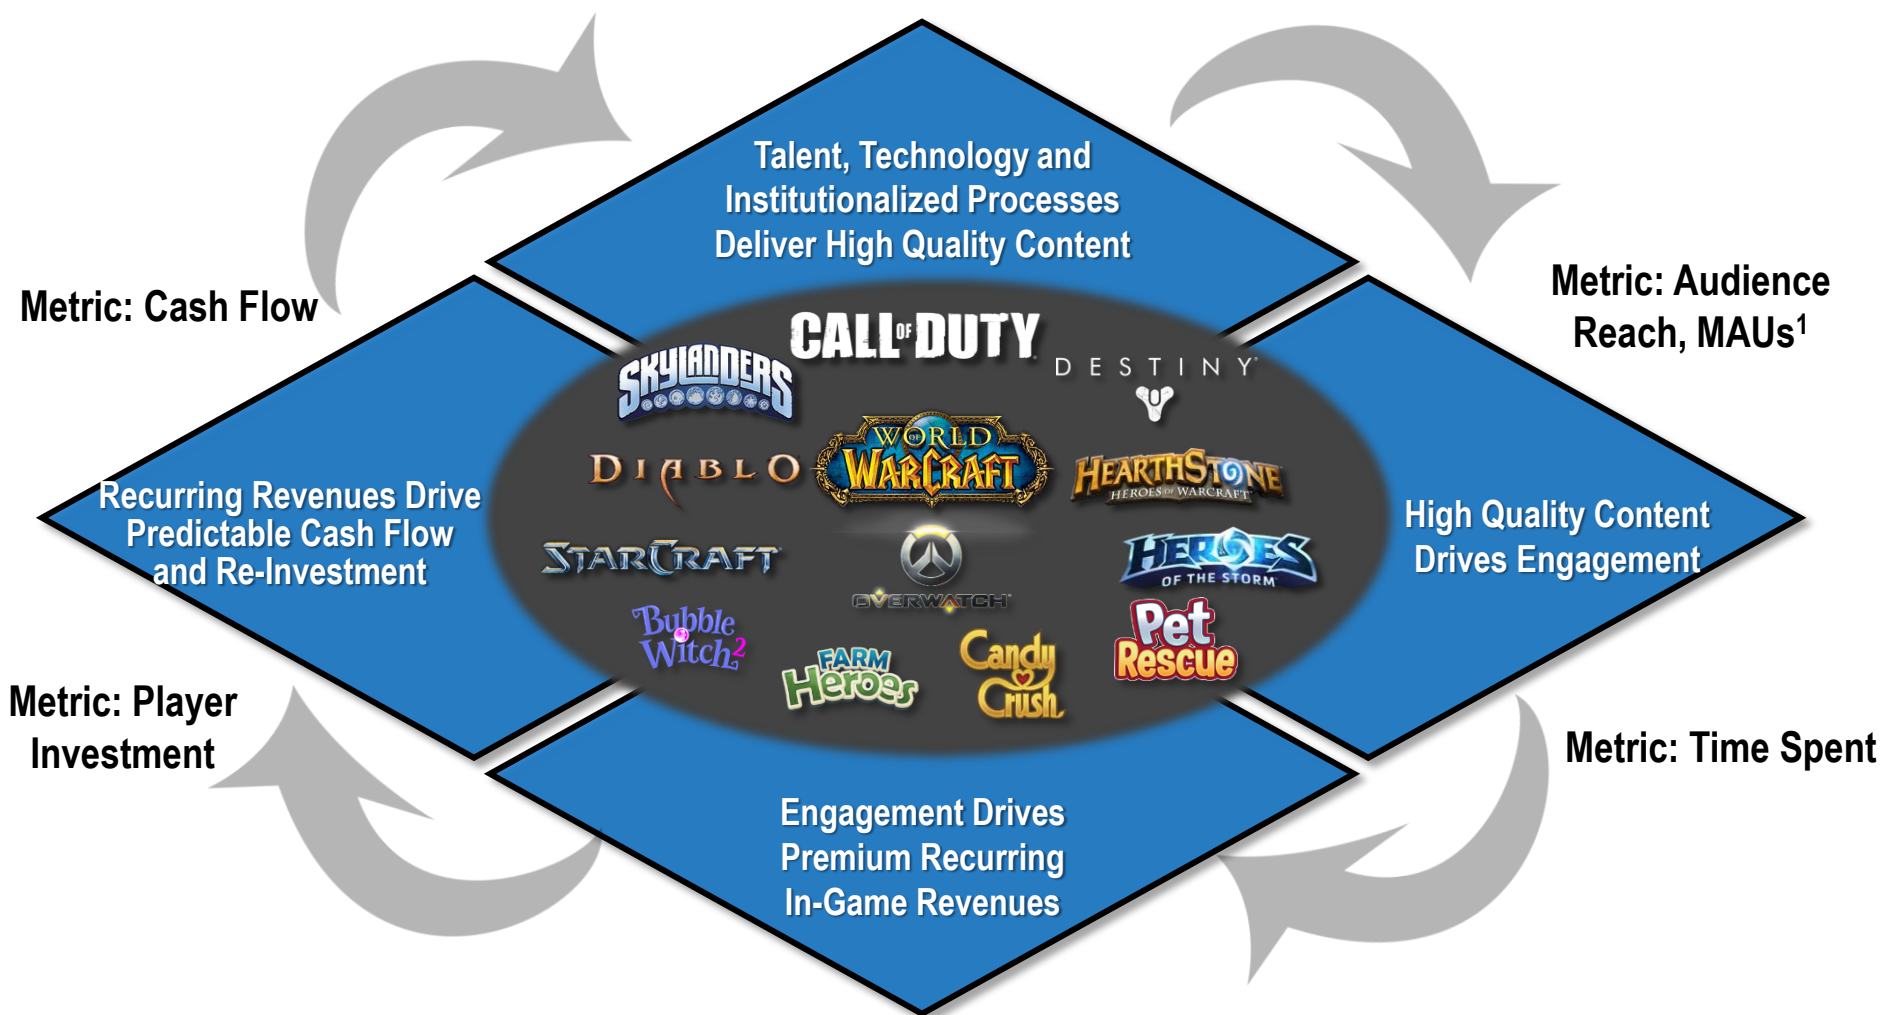 Talent, Technology and
Institutionalized Processes
Deliver High Quality Content
Metric: Cash Flow
Metric: Audience
Reach, MAUs¹
CALL OF DUTY
SKYLANDERS
DESTINY
WORLD
OF
WARCRAFT
DIABLO
HEARTHSTONE
HEROES OF WARCRAFT
Recurring Revenues Drive
Predictable Cash Flow
and Re-Investment
High Quality Content
Drives Engagement
STARCRAFT
OVERWATCH
HEROES
OF THE STORM
Bubble
Witch 2
FARM
Heroes
Candy
Crush
Pet
Rescue
Metric: Player
Investment
Metric: Time Spent
Engagement Drives
Premium Recurring
In-Game Revenues